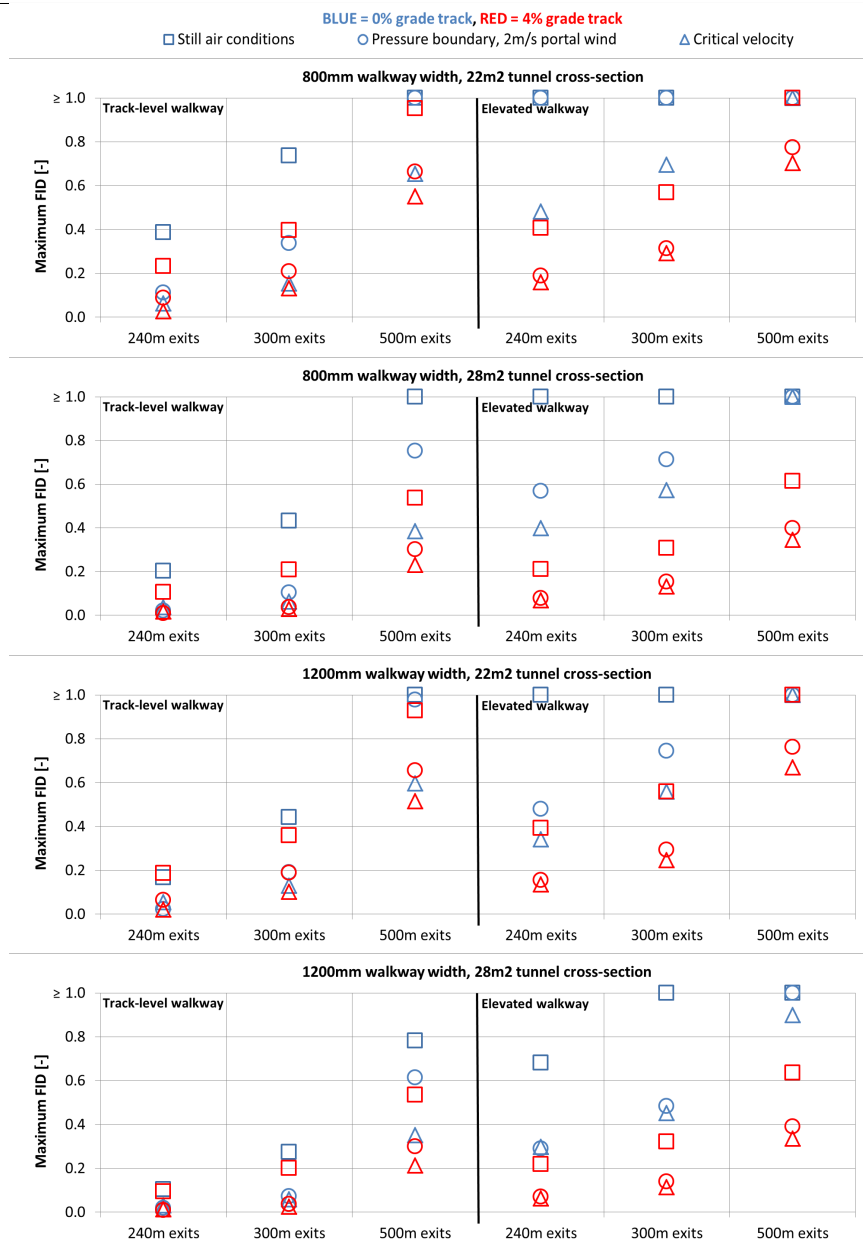 BLUE = 0% grade track, RED = 4% grade track
Still air conditions Pressure boundary, 2m/s portal wind Critical velocity
800mm walkway width, 22m2 tunnel cross-section
Maximum FID [-]
≥ 1.0
0.8
0.6
0.4
0.2
0.0
Track-level walkway
Elevated walkway
240m exits 300m exits 500m exits 240m exits 300m exits 500m exits
800mm walkway width, 28m2 tunnel cross-section
Maximum FID [-]
≥ 1.0
0.8
0.6
0.4
0.2
0.0
Track-level walkway
Elevated walkway
240m exits 300m exits 500m exits 240m exits 300m exits 500m exits
1200mm walkway width, 22m2 tunnel cross-section
Maximum FID [-]
≥ 1.0
0.8
0.6
0.4
0.2
0.0
Track-level walkway
Elevated walkway
240m exits 300m exits 500m exits 240m exits 300m exits 500m exits
1200mm walkway width, 28m2 tunnel cross-section
Maximum FID [-]
≥ 1.0
0.8
0.6
0.4
0.2
0.0
Track-level walkway
Elevated walkway
240m exits 300m exits 500m exits 240m exits 300m exits 500m exits